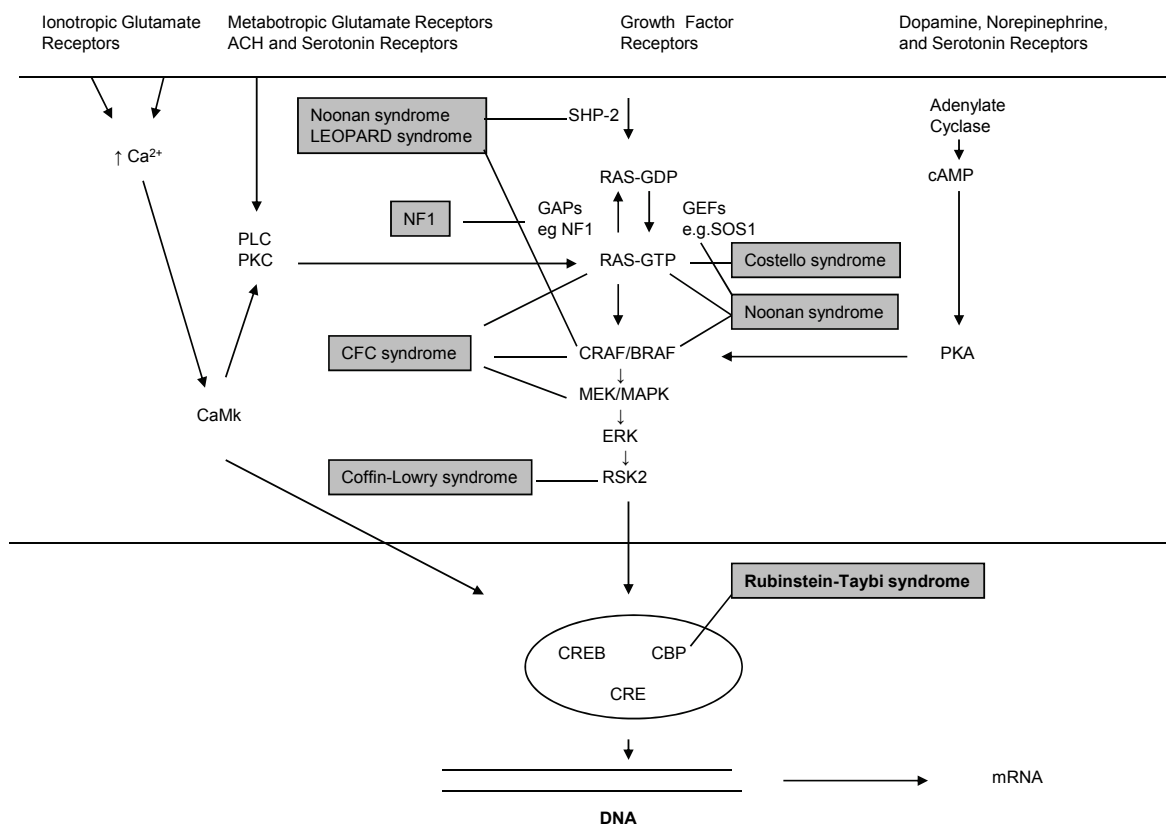 Ionotropic Glutamate
Receptors
Metabotropic Glutamate Receptors
ACH and Serotonin Receptors
Growth Factor
Receptors
Dopamine, Norepinephrine,
and Serotonin Receptors
Noonan syndrome
LEOPARD syndrome
SHP-2
Adenylate
Cyclase
↑ Ca²⁺
RAS-GDP
cAMP
NF1
GAPs
eg NF1
GEFs
e.g.SOS1
PLC
PKC
RAS-GTP
Costello syndrome
Noonan syndrome
CFC syndrome
CRAF/BRAF
PKA
↓
MEK/MAPK
CaMk
↓
ERK
↓
Coffin-Lowry syndrome
RSK2
Rubinstein-Taybi syndrome
CREB
CBP
CRE
mRNA
DNA